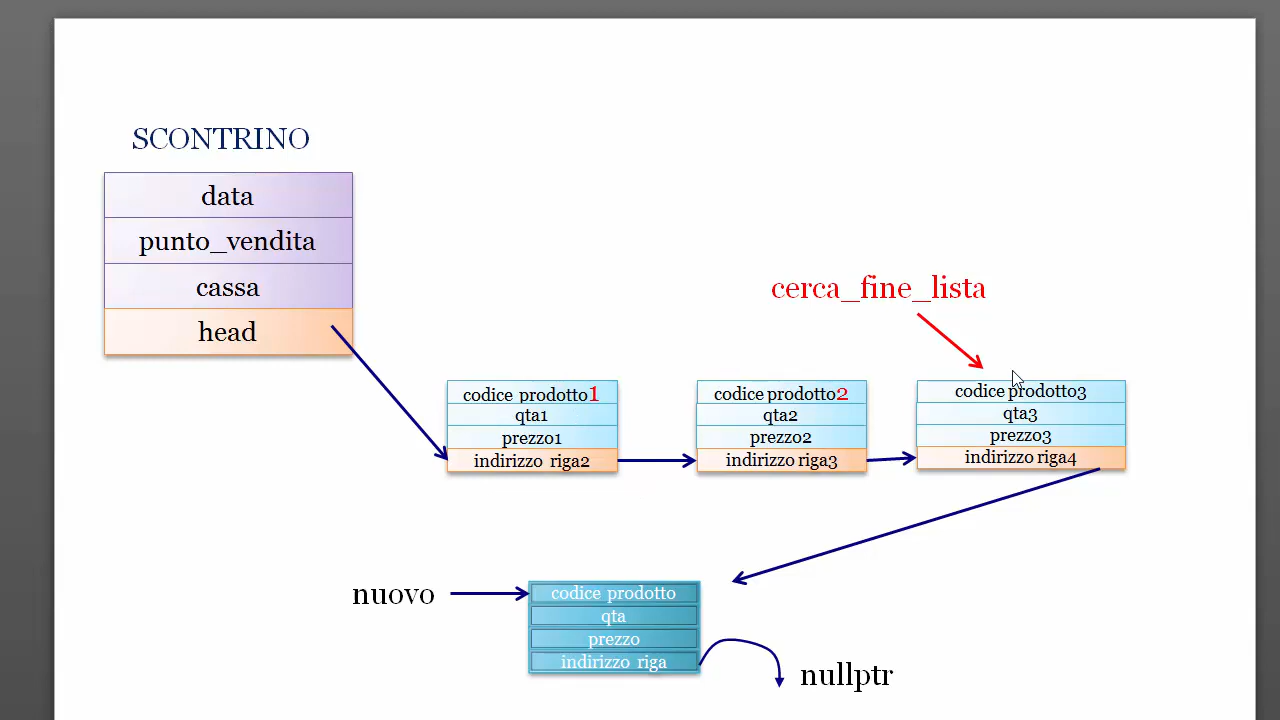 SCONTRINO
data
punto_vendita
cassa
head
cerca_fine_lista
codice prodotto1
qta1
prezzo1
indirizzo riga2
codice prodotto2
qta2
prezzo2
indirizzo riga3
codice prodotto3
qta3
prezzo3
indirizzo riga4
nuovo
codice prodotto
qta
prezzo
indirizzo riga
nullptr